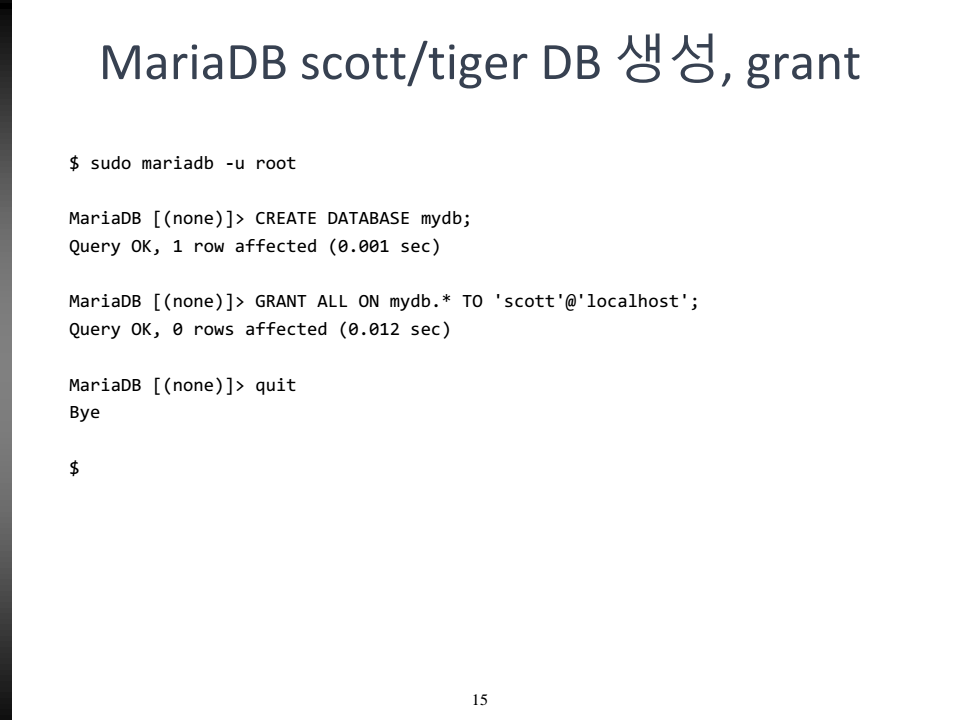 MariaDB scott/tiger DB 생성, grant
$ sudo mariadb -u root
MariaDB [(none)]> CREATE DATABASE mydb;
Query OK, 1 row affected (0.001 sec)
MariaDB [(none)]> GRANT ALL ON mydb.* TO 'scott'@'localhost';
Query OK, 0 rows affected (0.012 sec)
MariaDB [(none)]> quit
Bye
$
15